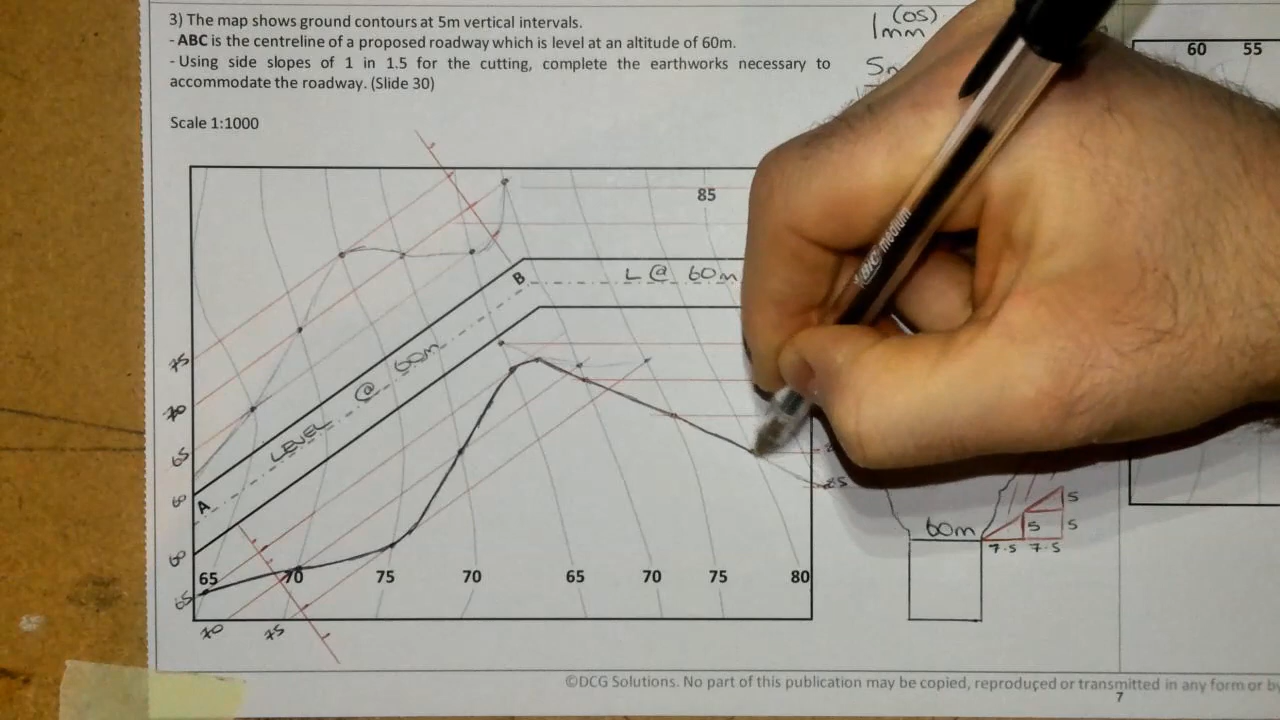 3) The map shows ground contours at 5m vertical intervals.
- ABC is the centreline of a proposed roadway which is level at an altitude of 60m.
- Using side slopes of 1 in 1.5 for the cutting, complete the earthworks necessary to
accommodate the roadway. (Slide 30)
Scale 1:1000
(OS)
1mm
60 55
85
B
L @ 60m
75
LEVEL @ 60m
70
65
60
A
60
65
70
75
65 70 75 70 65 70 75 80
85
60m
5
5 5
7.5 7.5
BIC medium
©DCG Solutions. No part of this publication may be copied, reproduced or transmitted in any form or by
7